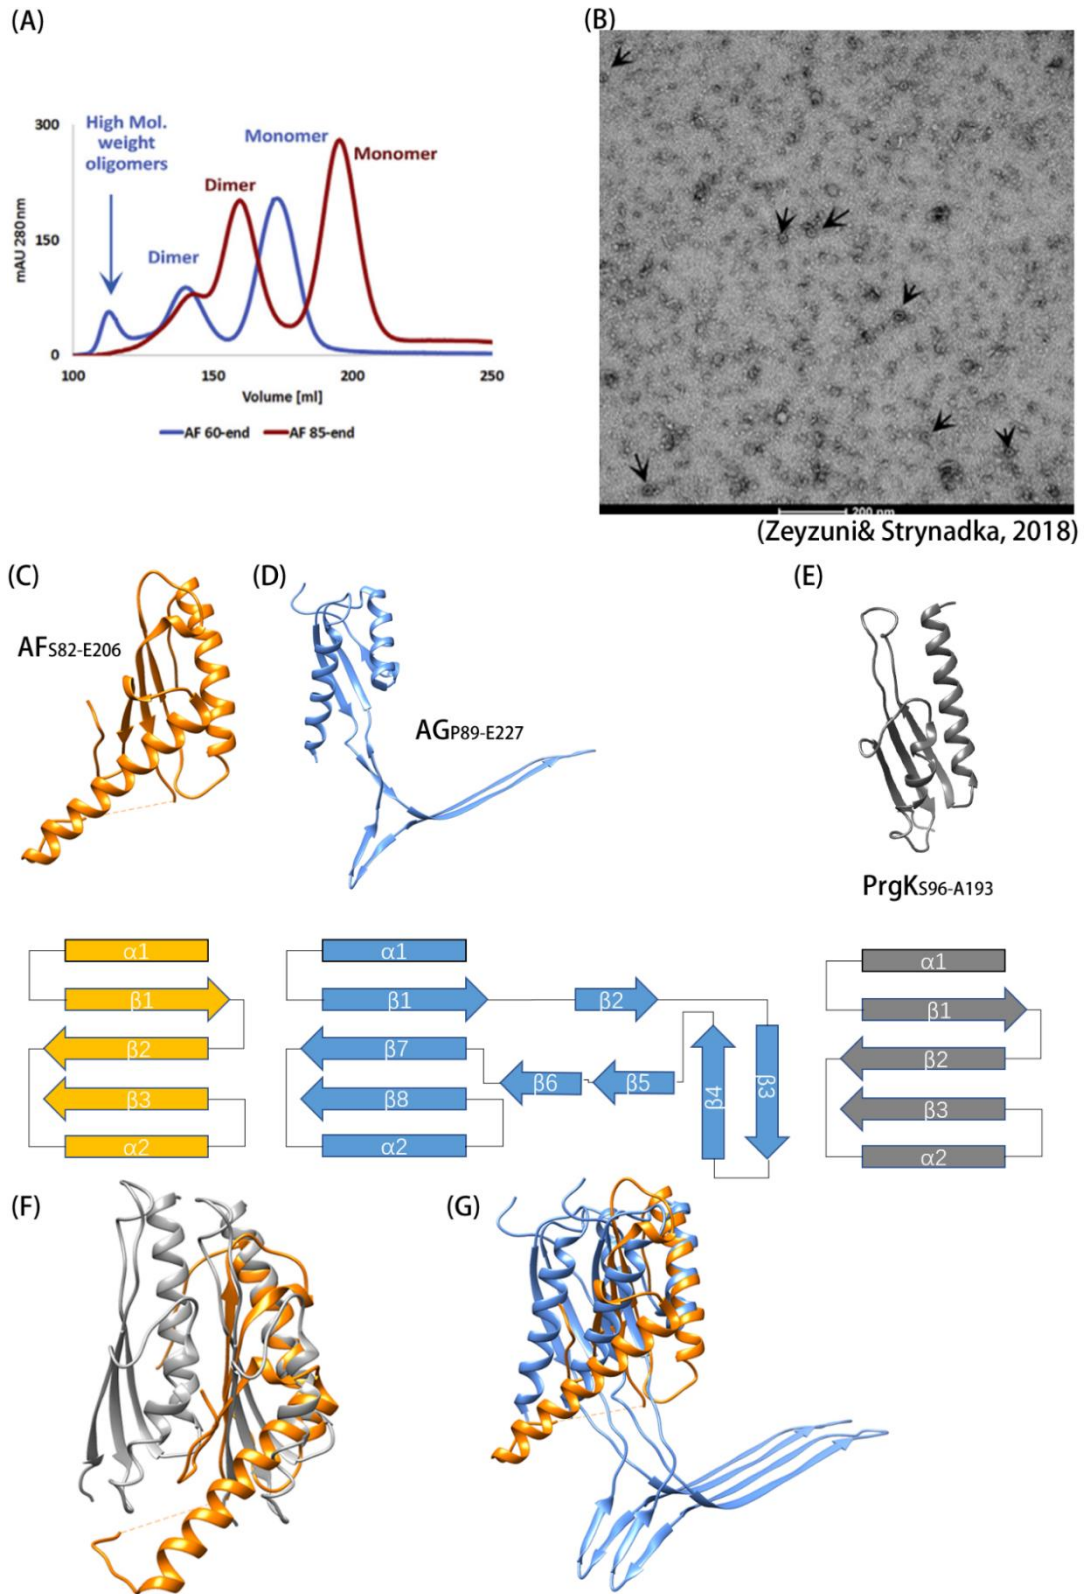 (A)
300
150
0
mAU 280nm
High Mol.
weight
oligomers
Dimer
Dimer
Monomer
Monomer
100
150
200
250
Volume [ml]
AF 60-end
AF 85-end
(B)
200 nm
(Zeyzuni& Strynadka, 2018)
(C)
AFS82-E206
(D)
AGP89-E227
(E)
PrgKS96-A193
α1
β1
β2
β3
α2
α1
β1
β2
β7
β6
β5
β4
β3
β8
α2
α1
β1
β2
β3
α2
(F)
(G)